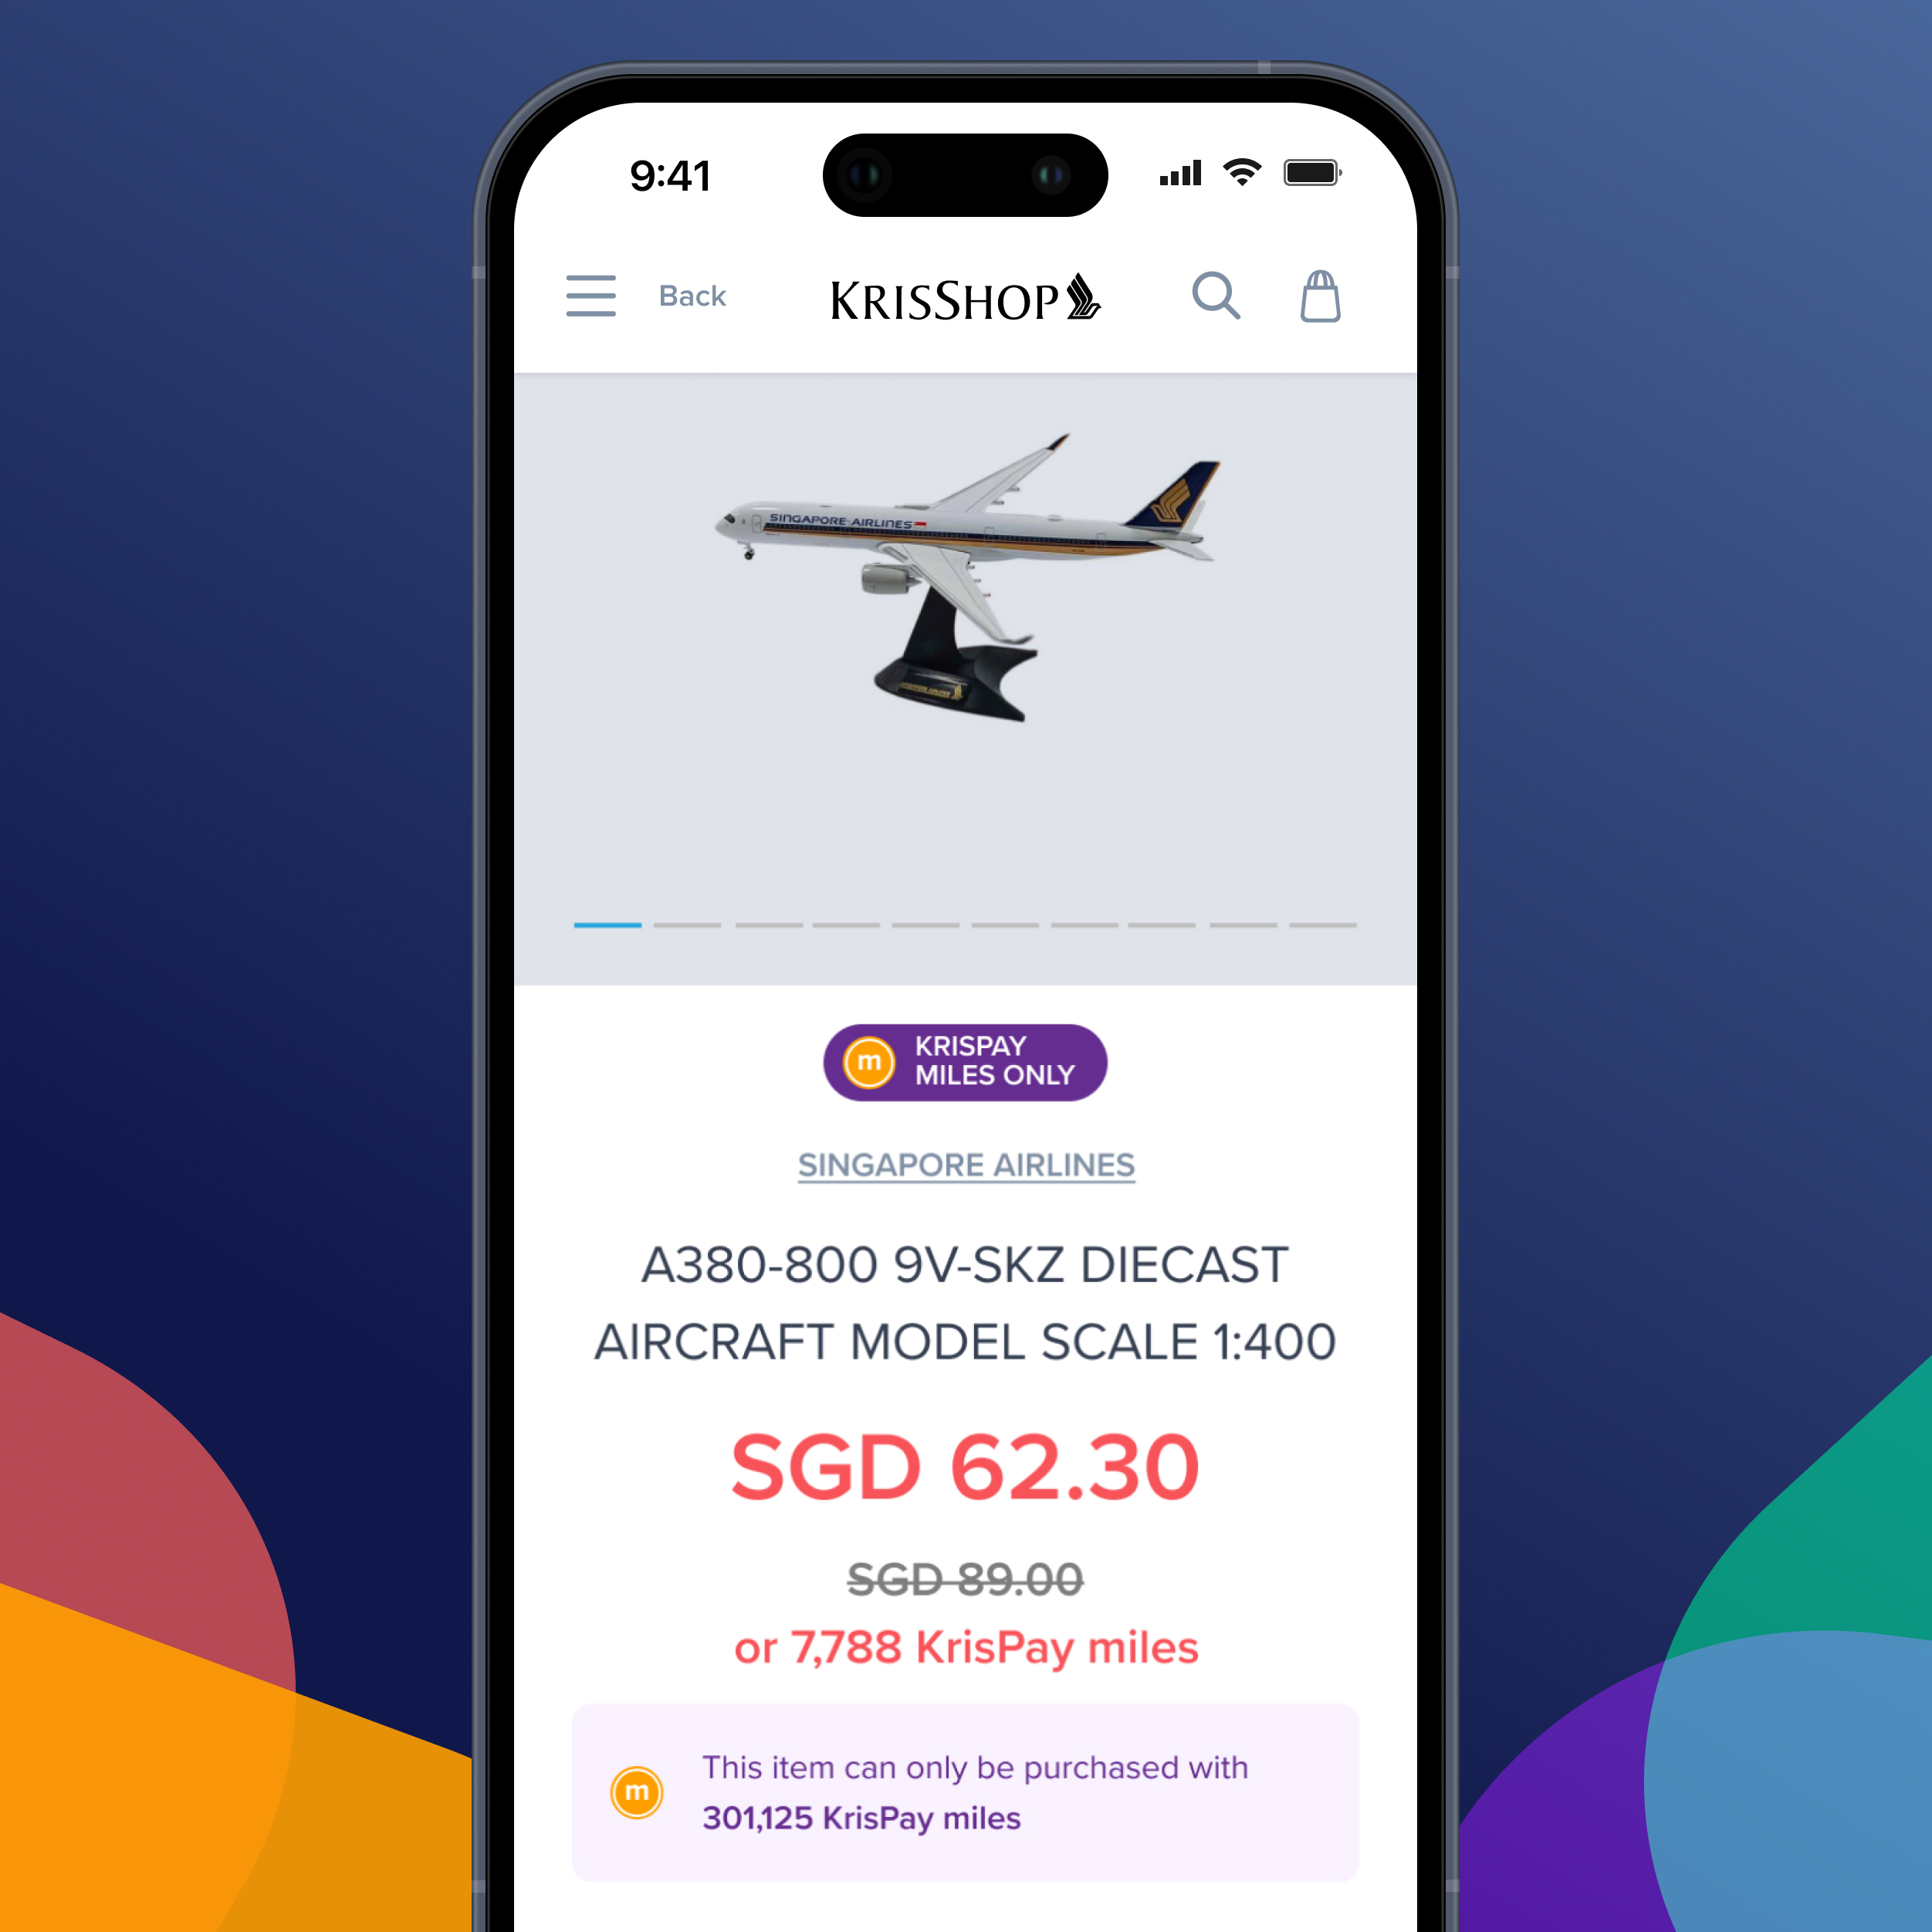 9:41
Back
KRISSHOP
SINGAPORE AIRLINES
KRISPAY
MILES ONLY
SINGAPORE AIRLINES
A380-800 9V-SKZ DIECAST
AIRCRAFT MODEL SCALE 1:400
SGD 62.30
SGD 89.00
or 7,788 KrisPay miles
m
This item can only be purchased with
301,125 KrisPay miles